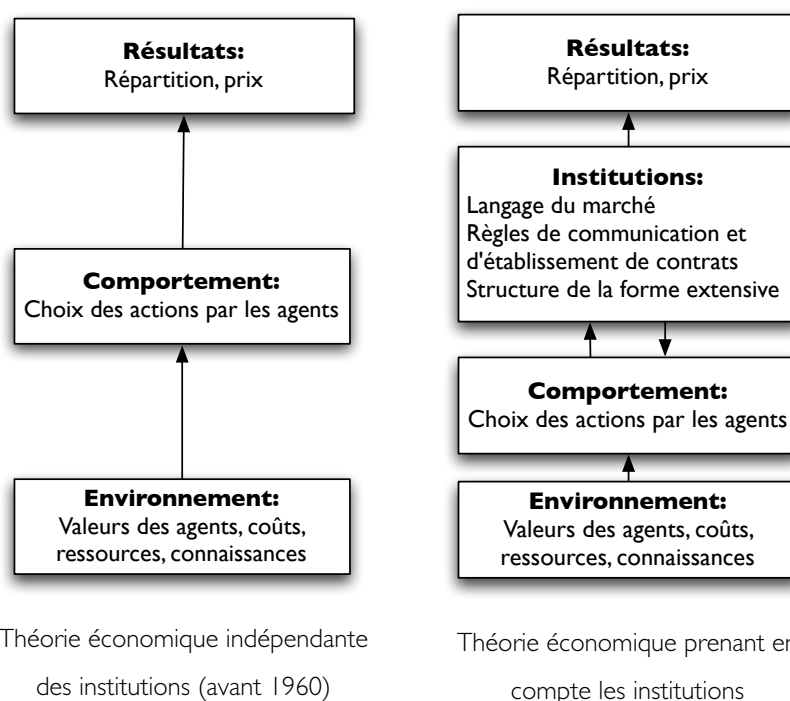 Résultats:
Répartition, prix
Comportement:
Choix des actions par les agents
Environnement:
Valeurs des agents, coûts,
ressources, connaissances
Théorie économique indépendante
des institutions (avant 1960)
Résultats:
Répartition, prix
Institutions:
Langage du marché
Règles de communication et
d'établissement de contrats
Structure de la forme extensive
Comportement:
Choix des actions par les agents
Environnement:
Valeurs des agents, coûts,
ressources, connaissances
Théorie économique prenant en
compte les institutions